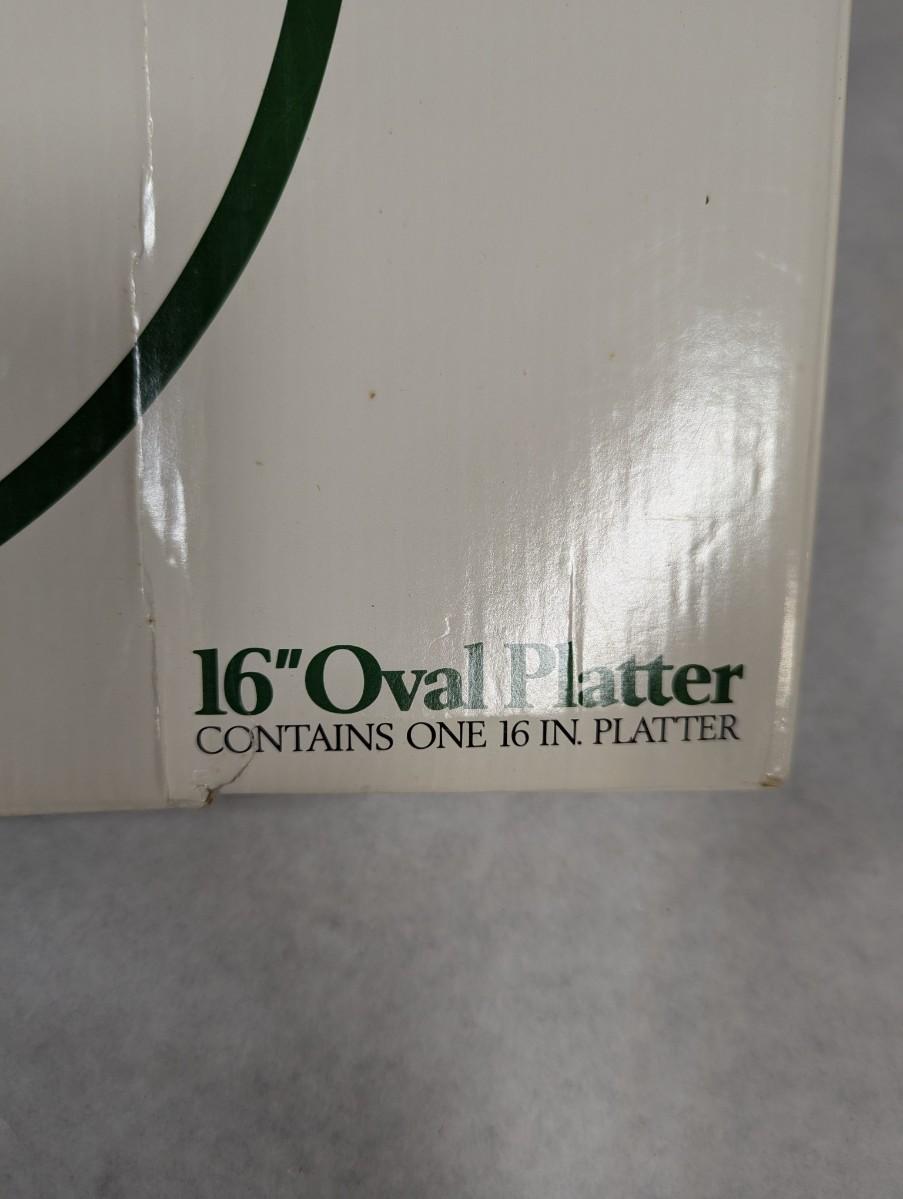 16" Oval Platter
CONTAINS ONE 16 IN. PLATTER